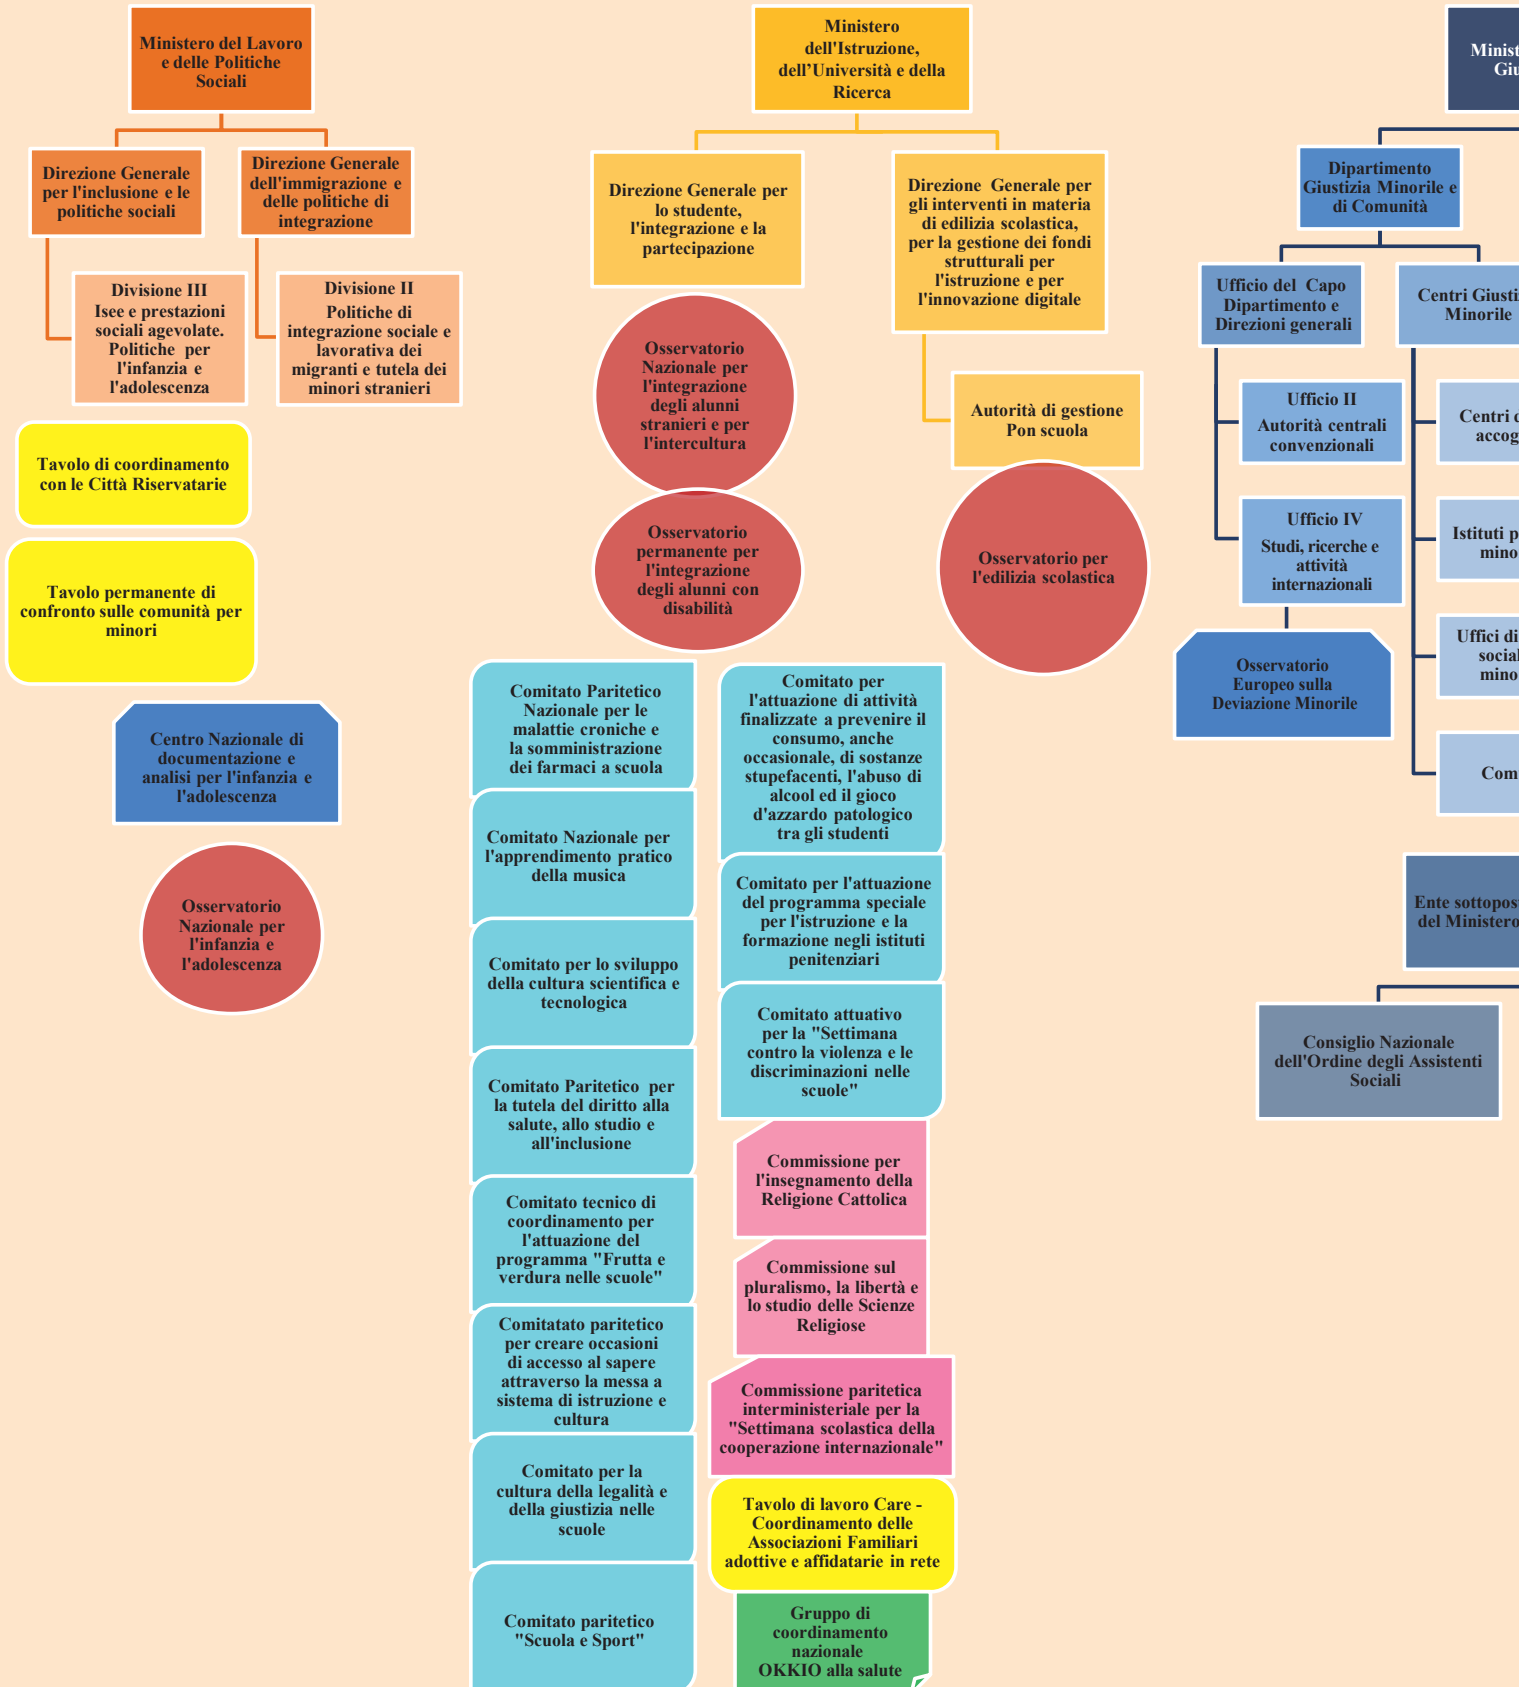 Ministero del Lavoro
e delle Politiche
Sociali
Direzione Generale
per l'inclusione e le
politiche sociali
Direzione Generale
dell'immigrazione e
delle politiche di
integrazione
Divisione III
Isee e prestazioni
sociali agevolate.
Politiche per
l'infanzia e
l'adolescenza
Divisione II
Politiche di
integrazione sociale e
lavorativa dei
migranti e tutela dei
minori stranieri
Tavolo di coordinamento
con le Città Riservatarie
Tavolo permanente di
confronto sulle comunità per
minori
Centro Nazionale di
documentazione e
analisi per l'infanzia e
l'adolescenza
Osservatorio
Nazionale per
l'infanzia e
l'adolescenza
Ministero
dell'Istruzione,
dell'Università e della
Ricerca
Direzione Generale per
lo studente,
l'integrazione e la
partecipazione
Direzione Generale per
gli interventi in materia
di edilizia scolastica,
per la gestione dei fondi
strutturali per
l'istruzione e per
l'innovazione digitale
Osservatorio
Nazionale per
l'integrazione
degli alunni
stranieri e per
l'intercultura
Autorità di gestione
Pon scuola
Osservatorio
permanente per
l'integrazione
degli alunni con
disabilità
Osservatorio per
l'edilizia scolastica
Comitato Paritetico
Nazionale per le
malattie croniche e
la somministrazione
dei farmaci a scuola
Comitato Nazionale per
l'apprendimento pratico
della musica
Comitato per lo sviluppo
della cultura scientifica e
tecnologica
Comitato Paritetico per
la tutela del diritto alla
salute, allo studio e
all'inclusione
Comitato tecnico di
coordinamento per
l'attuazione del
programma "Frutta e
verdura nelle scuole"
Comitatato paritetico
per creare occasioni
di accesso al sapere
attraverso la messa a
sistema di istruzione e
cultura
Comitato per la
cultura della legalità e
della giustizia nelle
scuole
Comitato paritetico
"Scuola e Sport"
Comitato per
l'attuazione di attività
finalizzate a prevenire il
consumo, anche
occasionale, di sostanze
stupefacenti, l'abuso di
alcool ed il gioco
d'azzardo patologico
tra gli studenti
Comitato per l'attuazione
del programma speciale
per l'istruzione e la
formazione negli istituti
penitenziari
Comitato attuativo
per la "Settimana
contro la violenza e le
discriminazioni nelle
scuole"
Commissione per
l'insegnamento della
Religione Cattolica
Commissione sul
pluralismo, la libertà e
lo studio delle Scienze
Religiose
Commissione paritetica
interministeriale per la
"Settimana scolastica della
cooperazione internazionale"
Tavolo di lavoro Care -
Coordinamento delle
Associazioni Familiari
adottive e affidatarie in rete
Gruppo di
coordinamento
nazionale
OKKIO alla salute
Dipartimento
Giustizia Minorile e
di Comunità
Ufficio del Capo
Dipartimento e
Direzioni generali
Centri
Minorile
Ufficio II
Autorità centrali
convenzionali
Centri
Ufficio IV
Studi, ricerche e
attività
internazionali
Istituti
Uffici di
Osservatorio
Europeo sulla
Deviazione Minorile
Ente
del Ministero
Consiglio Nazionale
dell'Ordine degli Assistenti
Sociali